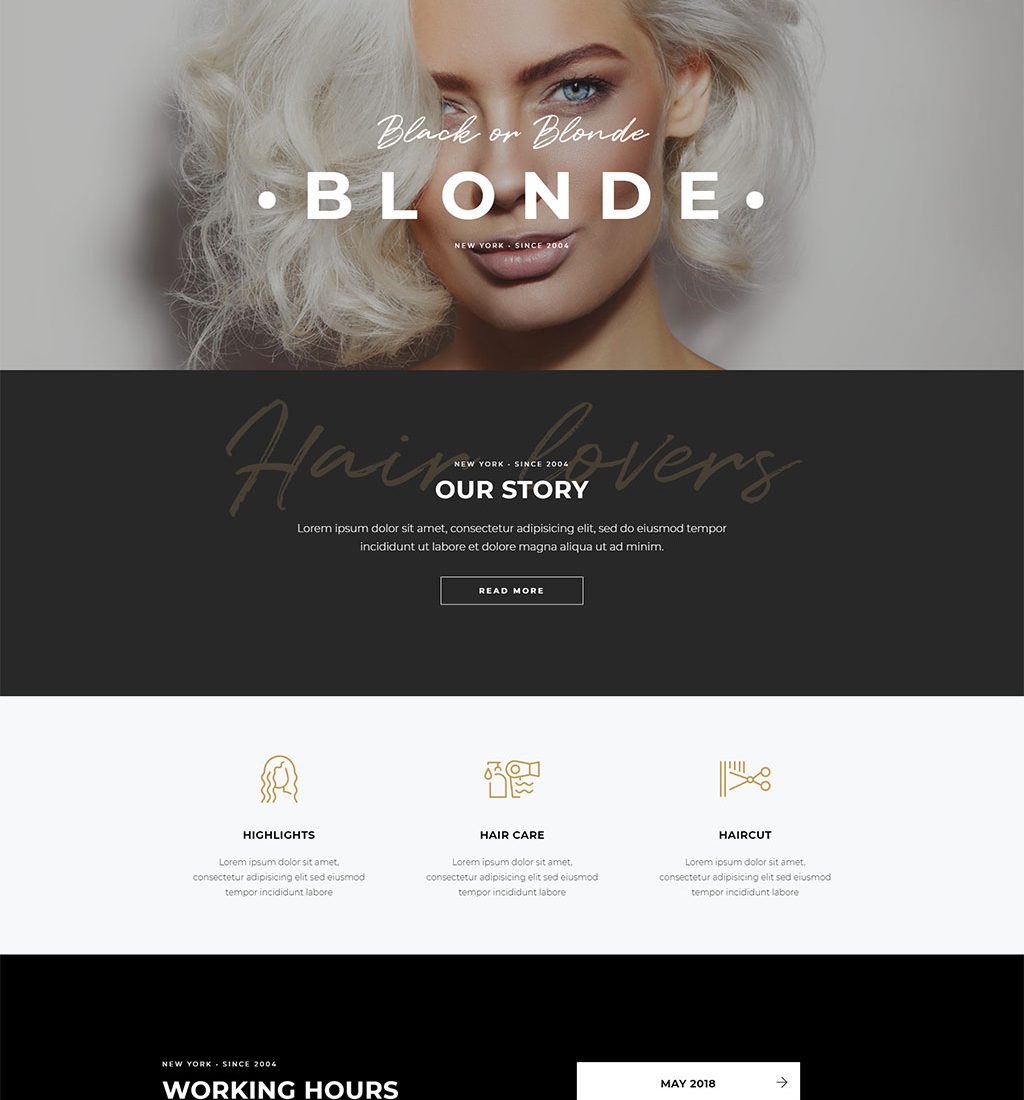 Black or Blonde
• BLONDE •
NEW YORK • SINCE 2004
Hair lovers
NEW YORK • SINCE 2004
OUR STORY
Lorem ipsum dolor sit amet, consectetur adipisicing elit, sed do eiusmod tempor
incididunt ut labore et dolore magna aliqua ut ad minim.
READ MORE
HIGHLIGHTS
Lorem ipsum dolor sit amet,
consectetur adipisicing elit sed eiusmod
tempor incididunt labore
HAIR CARE
Lorem ipsum dolor sit amet,
consectetur adipisicing elit sed eiusmod
tempor incididunt labore
HAIRCUT
Lorem ipsum dolor sit amet,
consectetur adipisicing elit sed eiusmod
tempor incididunt labore
NEW YORK • SINCE 2004
WORKING HOURS
MAY 2018